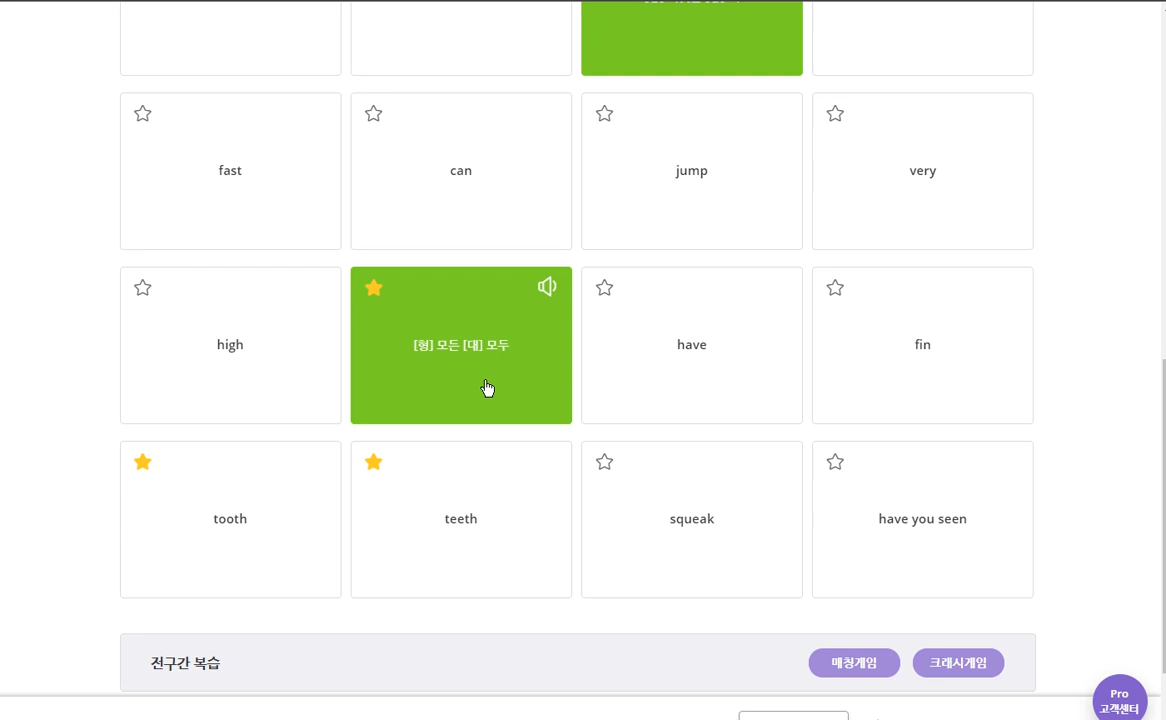 fast
can
jump
very
high
[형] 모든 [대] 모두
have
fin
tooth
teeth
squeak
have you seen
전구간 복습
매칭게임
크래시게임
Pro
고객센터